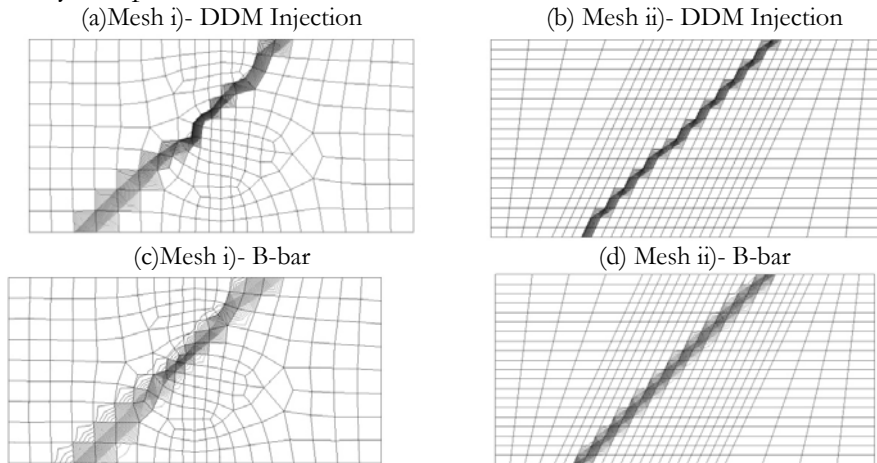 (a)Mesh i)- DDM Injection
(b) Mesh ii)- DDM Injection
(c)Mesh i)- B-bar
(d) Mesh ii)- B-bar